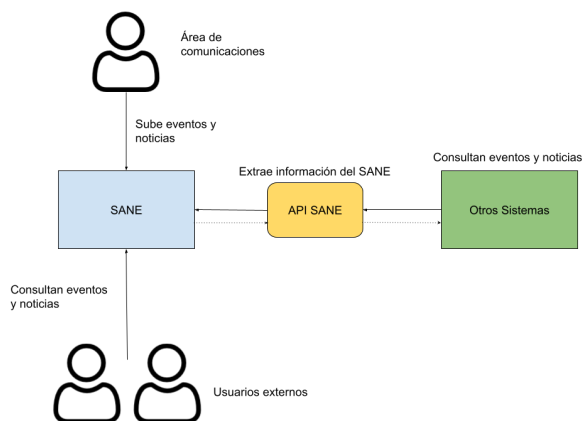 Área de
comunicaciones
Sube eventos y
noticias
Consultan eventos y noticias
Extrae información del SANE
SANE
API SANE
Otros Sistemas
Consultan eventos
y noticias
Usuarios externos